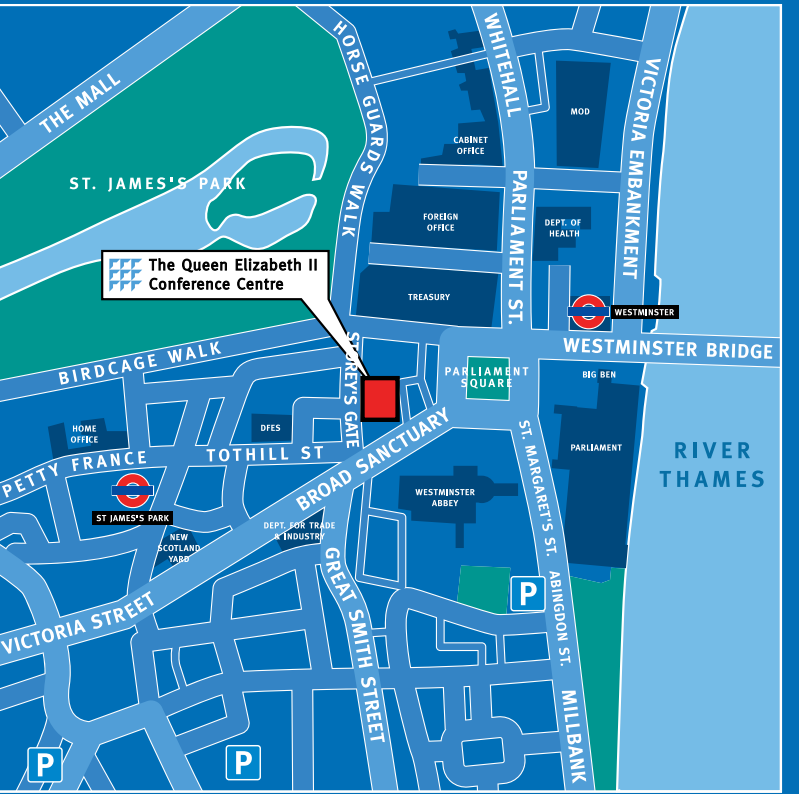 THE MALL
HORSE GUARDS WALK
WHITEHALL
VICTORIA EMBANKMENT
MOD
CABINET
OFFICE
ST. JAMES'S PARK
PARLIAMENT ST.
FOREIGN
OFFICE
DEPT. OF
HEALTH
The Queen Elizabeth II
Conference Centre
TREASURY
WESTMINSTER
BIRDCAGE WALK
STOREY'S GATE
WESTMINSTER BRIDGE
PARLIAMENT
SQUARE
BIG BEN
HOME
OFFICE
DFES
PETTY FRANCE
TOTHILL ST
BROAD SANCTUARY
ST. MARGARET'S ST.
PARLIAMENT
RIVER
THAMES
ST JAMES'S PARK
WESTMINSTER
ABBEY
NEW
SCOTLAND
YARD
DEPT. FOR TRADE
& INDUSTRY
GREAT SMITH STREET
ABINGDON ST.
P
VICTORIA STREET
MILLBANK
P
P